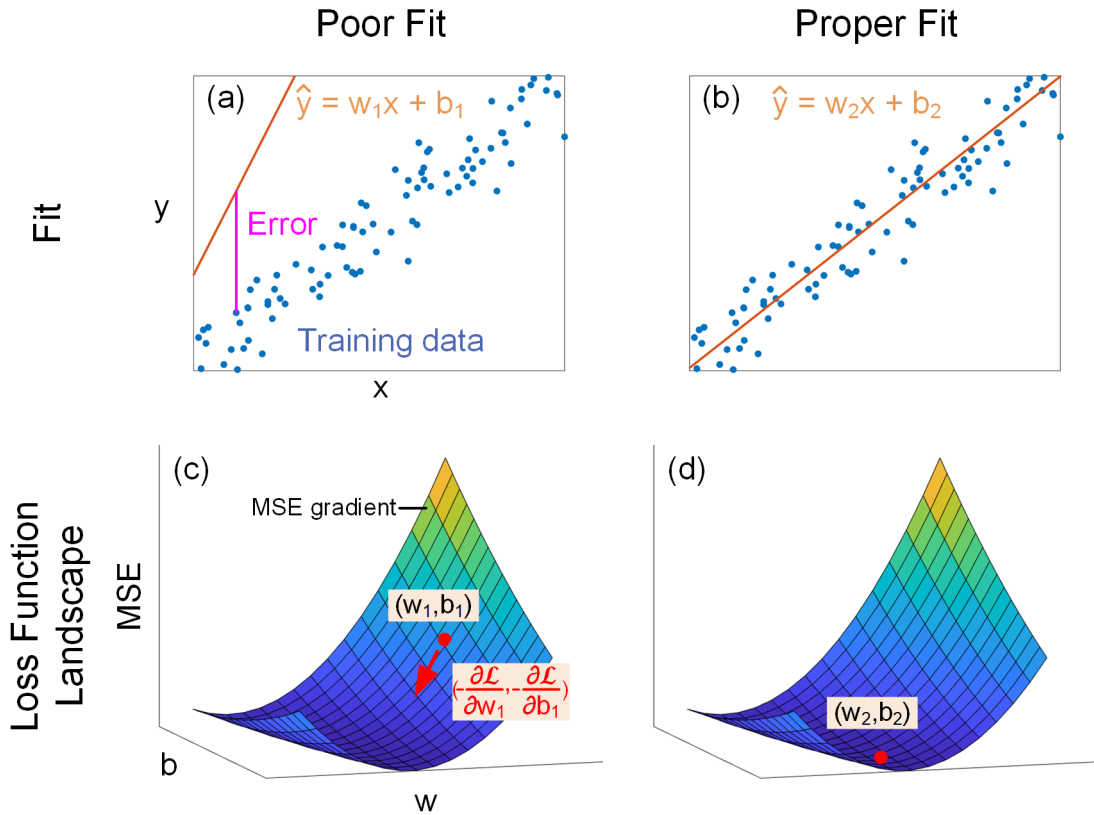 Poor Fit
Proper Fit
Fit
(a)
ŷ = w₁x + b₁
y
Error
Training data
x
(b)
ŷ = w₂x + b₂
Loss Function
Landscape
(c)
MSE gradient
MSE
(w₁,b₁)
(-∂ℒ/∂w₁,-∂ℒ/∂b₁)
b
w
(d)
(w₂,b₂)